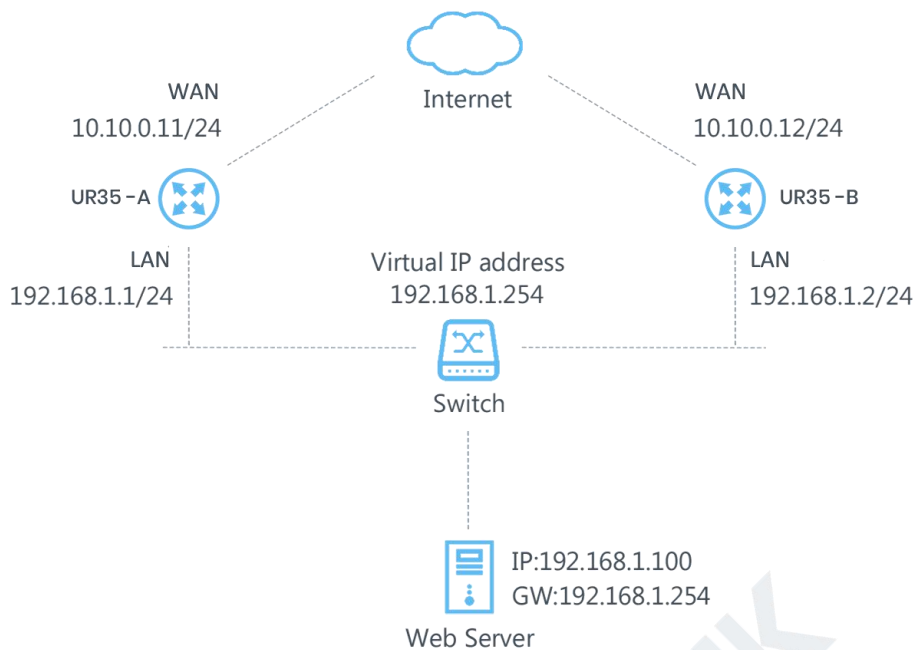 Internet
WAN
10.10.0.11/24
WAN
10.10.0.12/24
UR35-A
UR35-B
LAN
192.168.1.1/24
Virtual IP address
192.168.1.254
LAN
192.168.1.2/24
Switch
IP:192.168.1.100
GW:192.168.1.254
Web Server